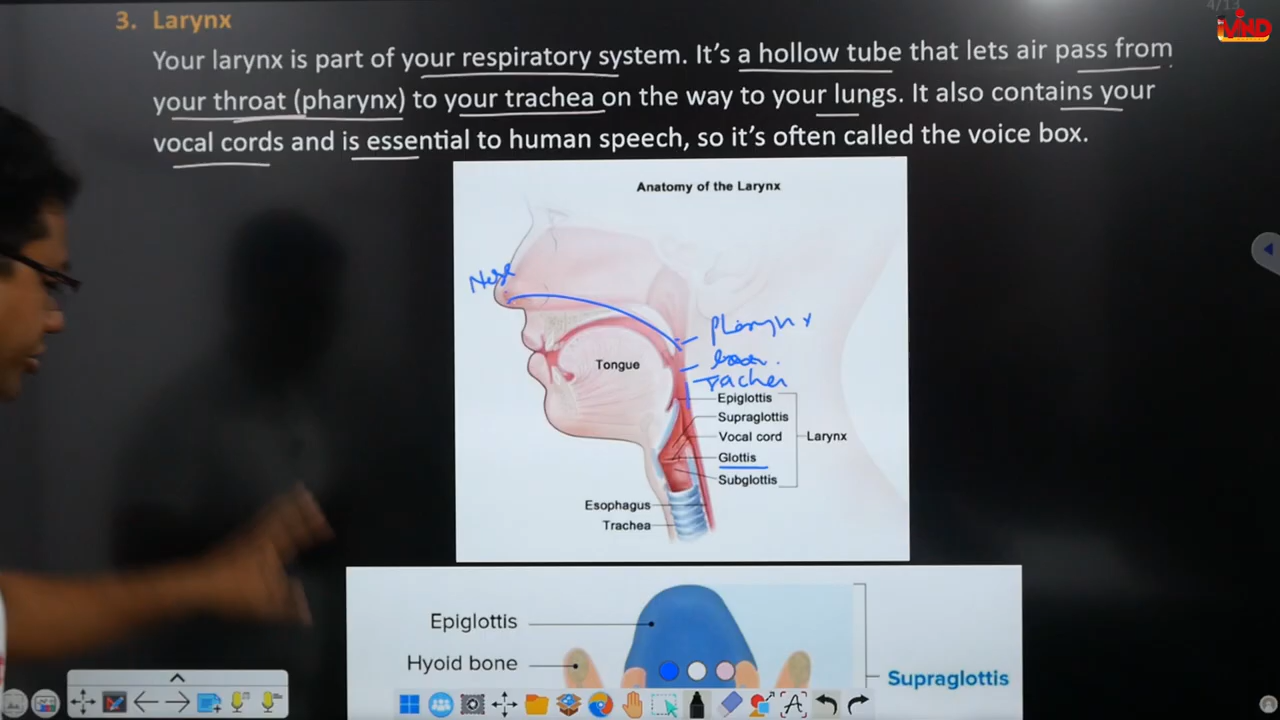 4/13
3. Larynx
Your larynx is part of your respiratory system. It's a hollow tube that lets air pass from
your throat (pharynx) to your trachea on the way to your lungs. It also contains your
vocal cords and is essential to human speech, so it's often called the voice box.
Anatomy of the Larynx
Nose
Pharynx
Tongue
Epiglottis
Supraglottis
Vocal cord
Larynx
Glottis
Subglottis
Esophagus
Trachea
Epiglottis
Hyoid bone
Supraglottis